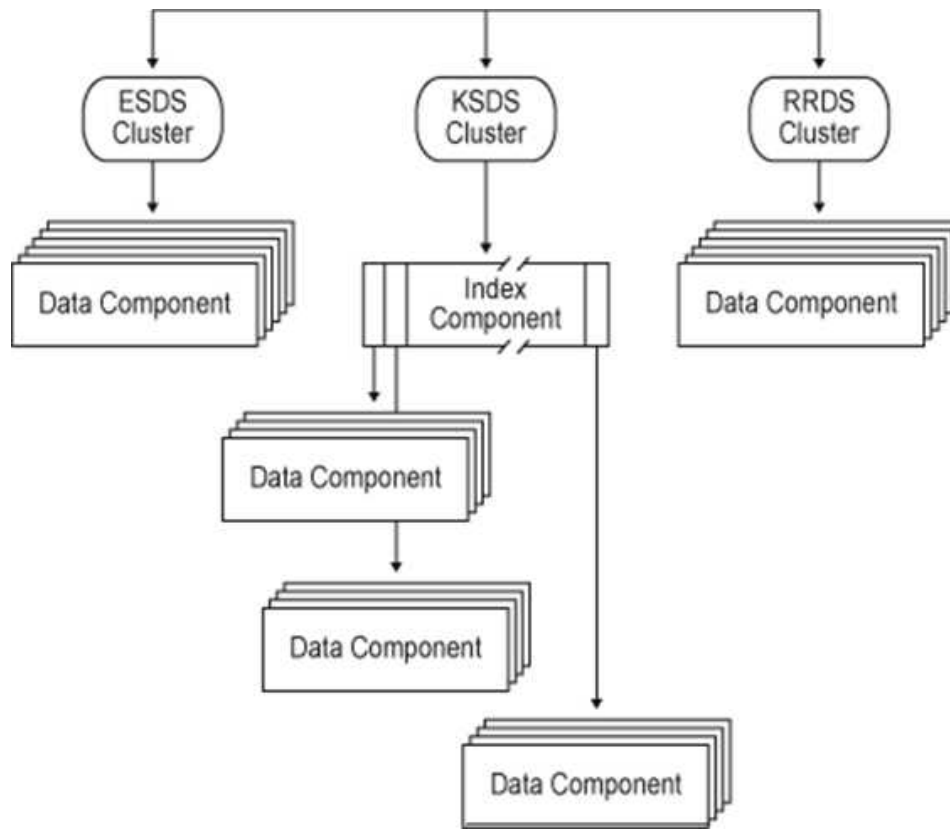 ESDS
Cluster
KSDS
Cluster
RRDS
Cluster
Data Component
Index
Component
Data Component
Data Component
Data Component
Data Component